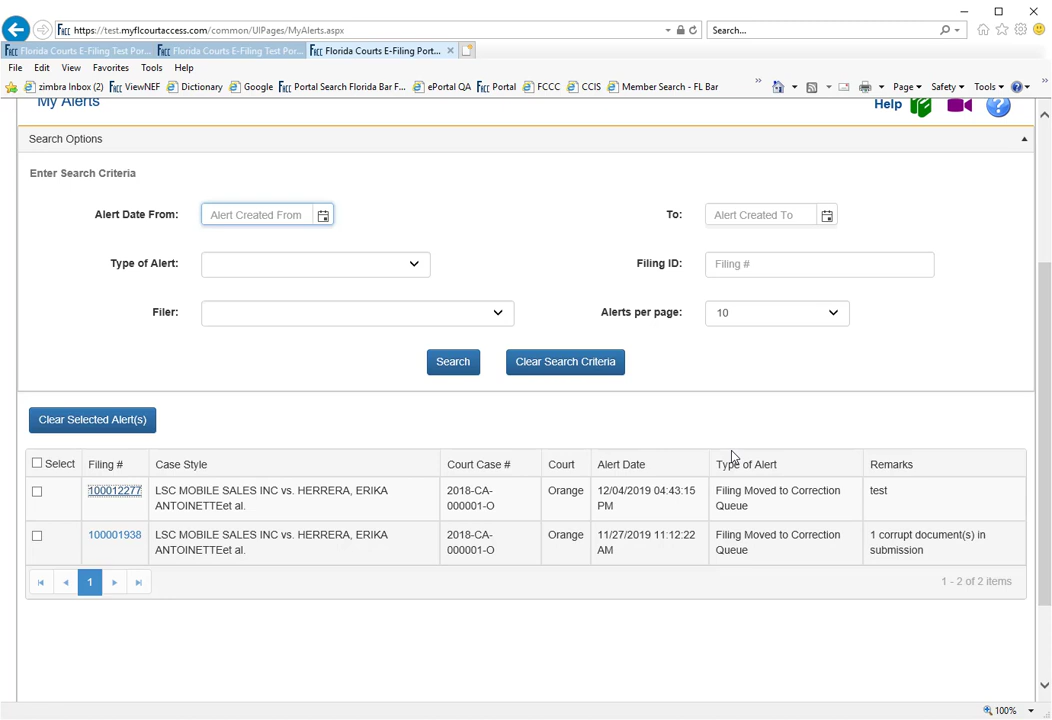 https://test.myflcourtaccess.com/common/UIPages/MyAlerts.aspx
Search...
FACC Florida Courts E-Filing Test Por...
FACC Florida Courts E-Filing Test Por...
FACC Florida Courts E-Filing Port...
File Edit View Favorites Tools Help
zimbra Inbox (2) FACC ViewNEF Dictionary Google FACC Portal Search Florida Bar F... ePortal QA FACC Portal FCCC CCIS Member Search - FL Bar Page Safety Tools
My Alerts
Help
Search Options
Enter Search Criteria
Alert Date From: Alert Created From To: Alert Created To
Type of Alert: Filing ID: Filing #
Filer: Alerts per page: 10
Search Clear Search Criteria
Clear Selected Alert(s)
Select Filing # Case Style Court Case # Court Alert Date Type of Alert Remarks
100012277 LSC MOBILE SALES INC vs. HERRERA, ERIKA 2018-CA- Orange 12/04/2019 04:43:15 Filing Moved to Correction test
ANTOINETTEet al. 000001-O PM Queue
100001938 LSC MOBILE SALES INC vs. HERRERA, ERIKA 2018-CA- Orange 11/27/2019 11:12:22 Filing Moved to Correction 1 corrupt document(s) in
ANTOINETTEet al. 000001-O AM Queue submission
1 1 - 2 of 2 items
100%